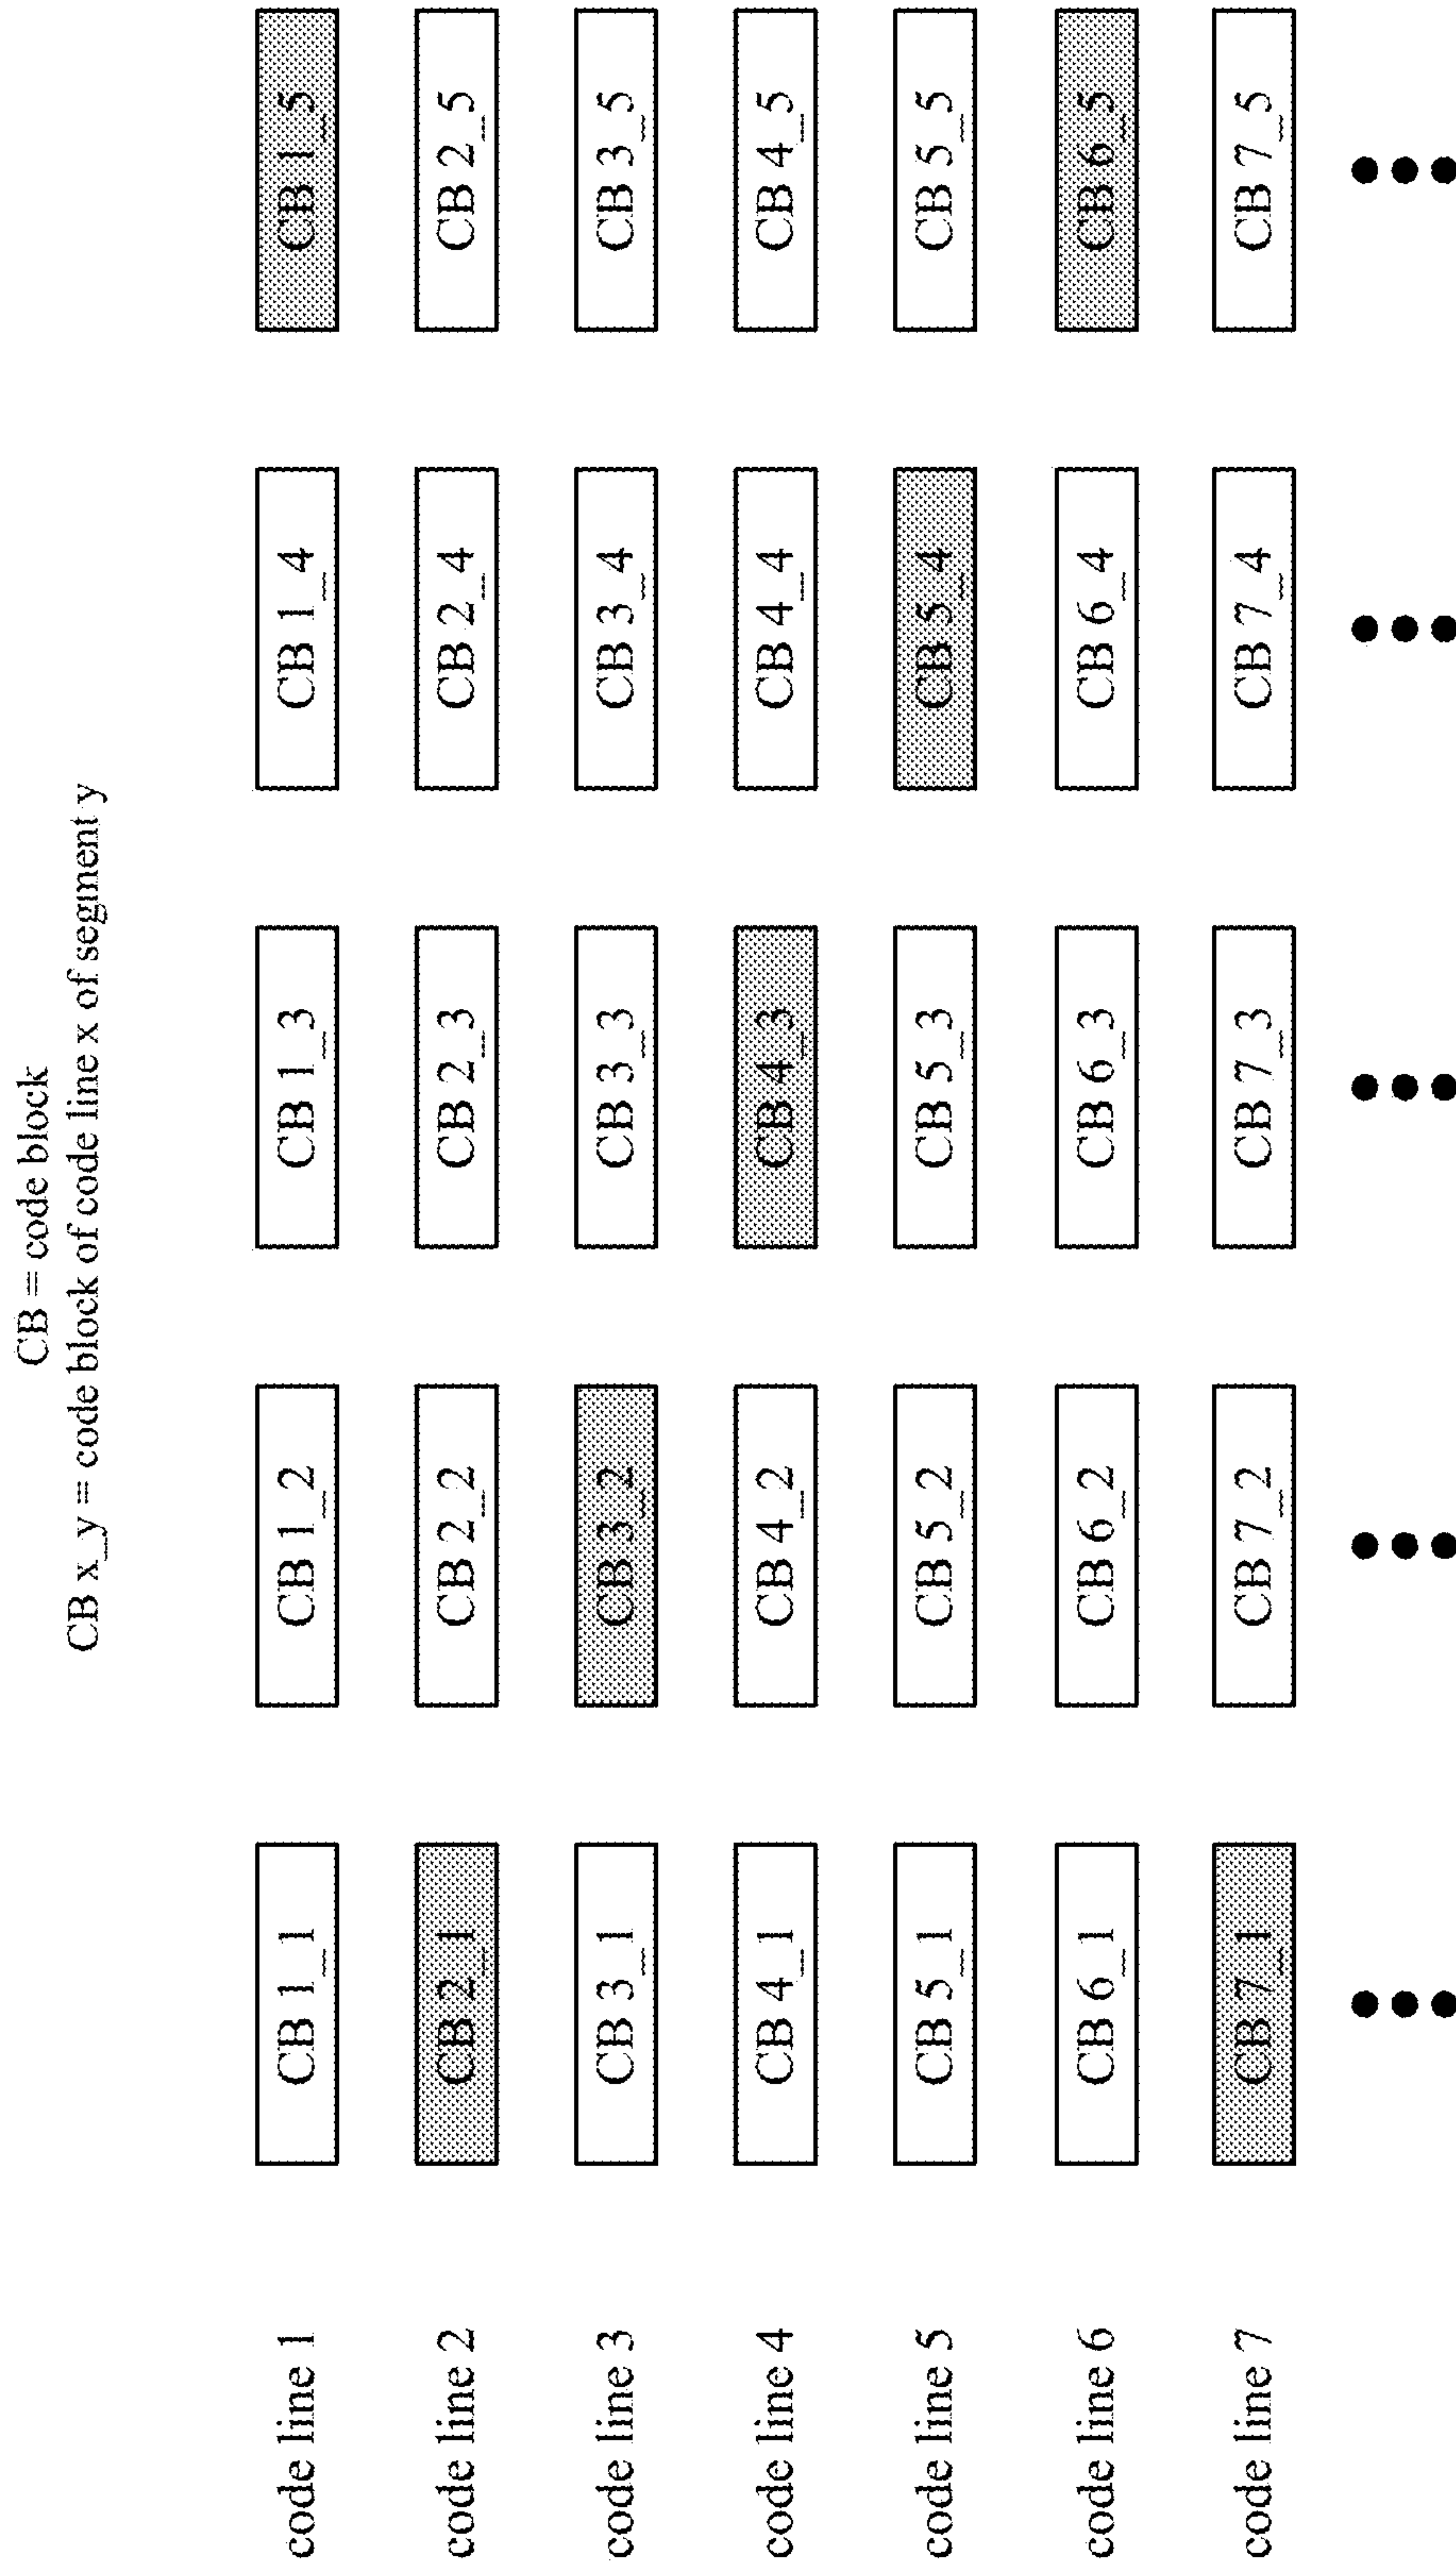 CB = code block
CB x_y = code block of code line x of segment y
code line 1 CB 1_1 CB 1_2 CB 1_3 CB 1_4 CB 1_5
code line 2 CB 2_1 CB 2_2 CB 2_3 CB 2_4 CB 2_5
code line 3 CB 3_1 CB 3_2 CB 3_3 CB 3_4 CB 3_5
code line 4 CB 4_1 CB 4_2 CB 4_3 CB 4_4 CB 4_5
code line 5 CB 5_1 CB 5_2 CB 5_3 CB 5_4 CB 5_5
code line 6 CB 6_1 CB 6_2 CB 6_3 CB 6_4 CB 6_5
code line 7 CB 7_1 CB 7_2 CB 7_3 CB 7_4 CB 7_5